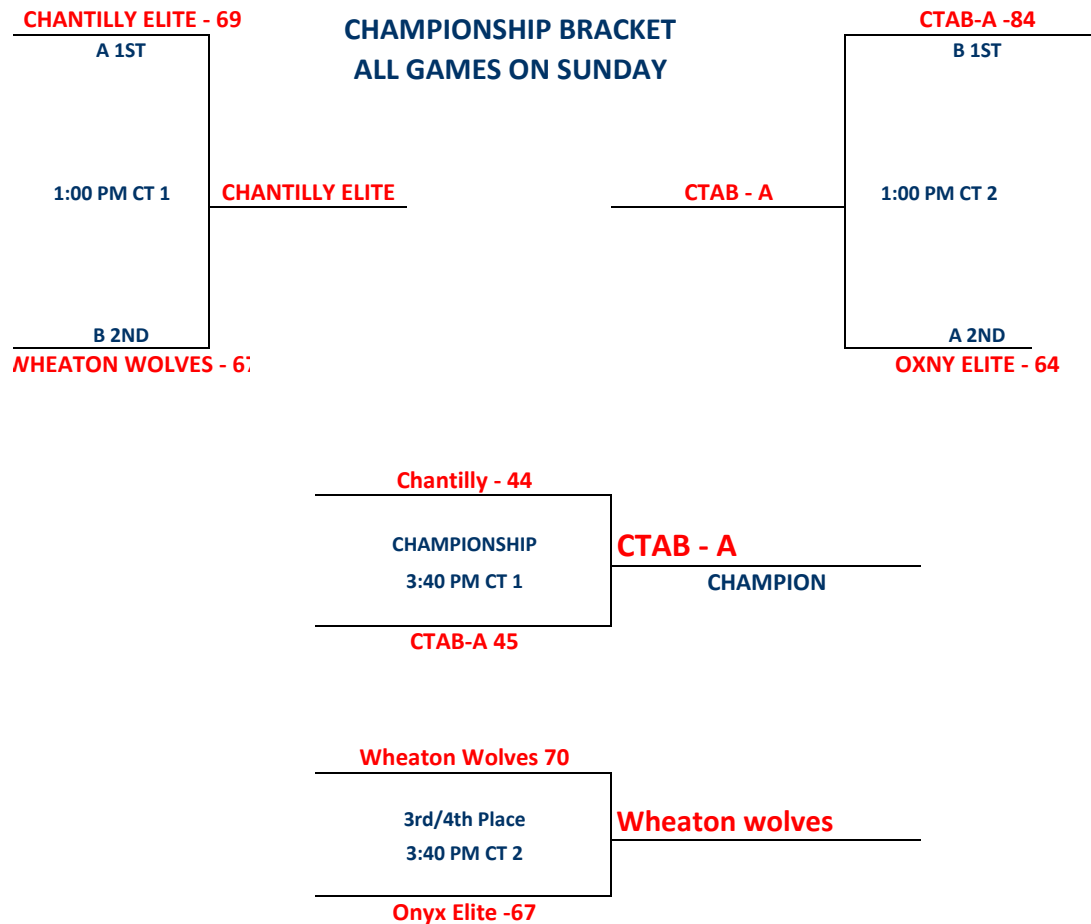 CHANTILLY ELITE - 69
CHAMPIONSHIP BRACKET
CTAB-A -84
A 1ST
ALL GAMES ON SUNDAY
B 1ST
1:00 PM CT 1
CHANTILLY ELITE
CTAB - A
1:00 PM CT 2
B 2ND
A 2ND
WHEATON WOLVES - 67
OXNY ELITE - 64
Chantilly - 44
CHAMPIONSHIP
CTAB - A
3:40 PM CT 1
CHAMPION
CTAB-A 45
Wheaton Wolves 70
3rd/4th Place
Wheaton wolves
3:40 PM CT 2
Onyx Elite -67